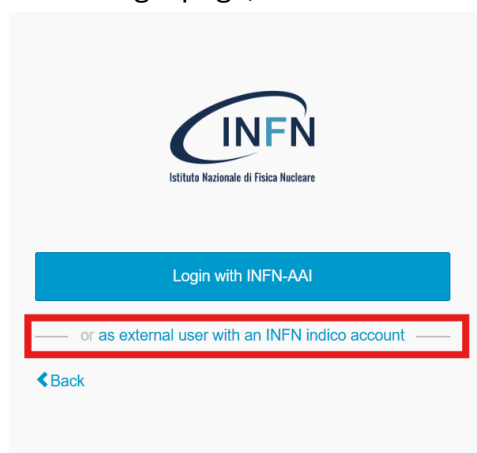 INFN
Istituto Nazionale di Fisica Nucleare
Login with INFN-AAI
or as external user with an INFN indico account
Back